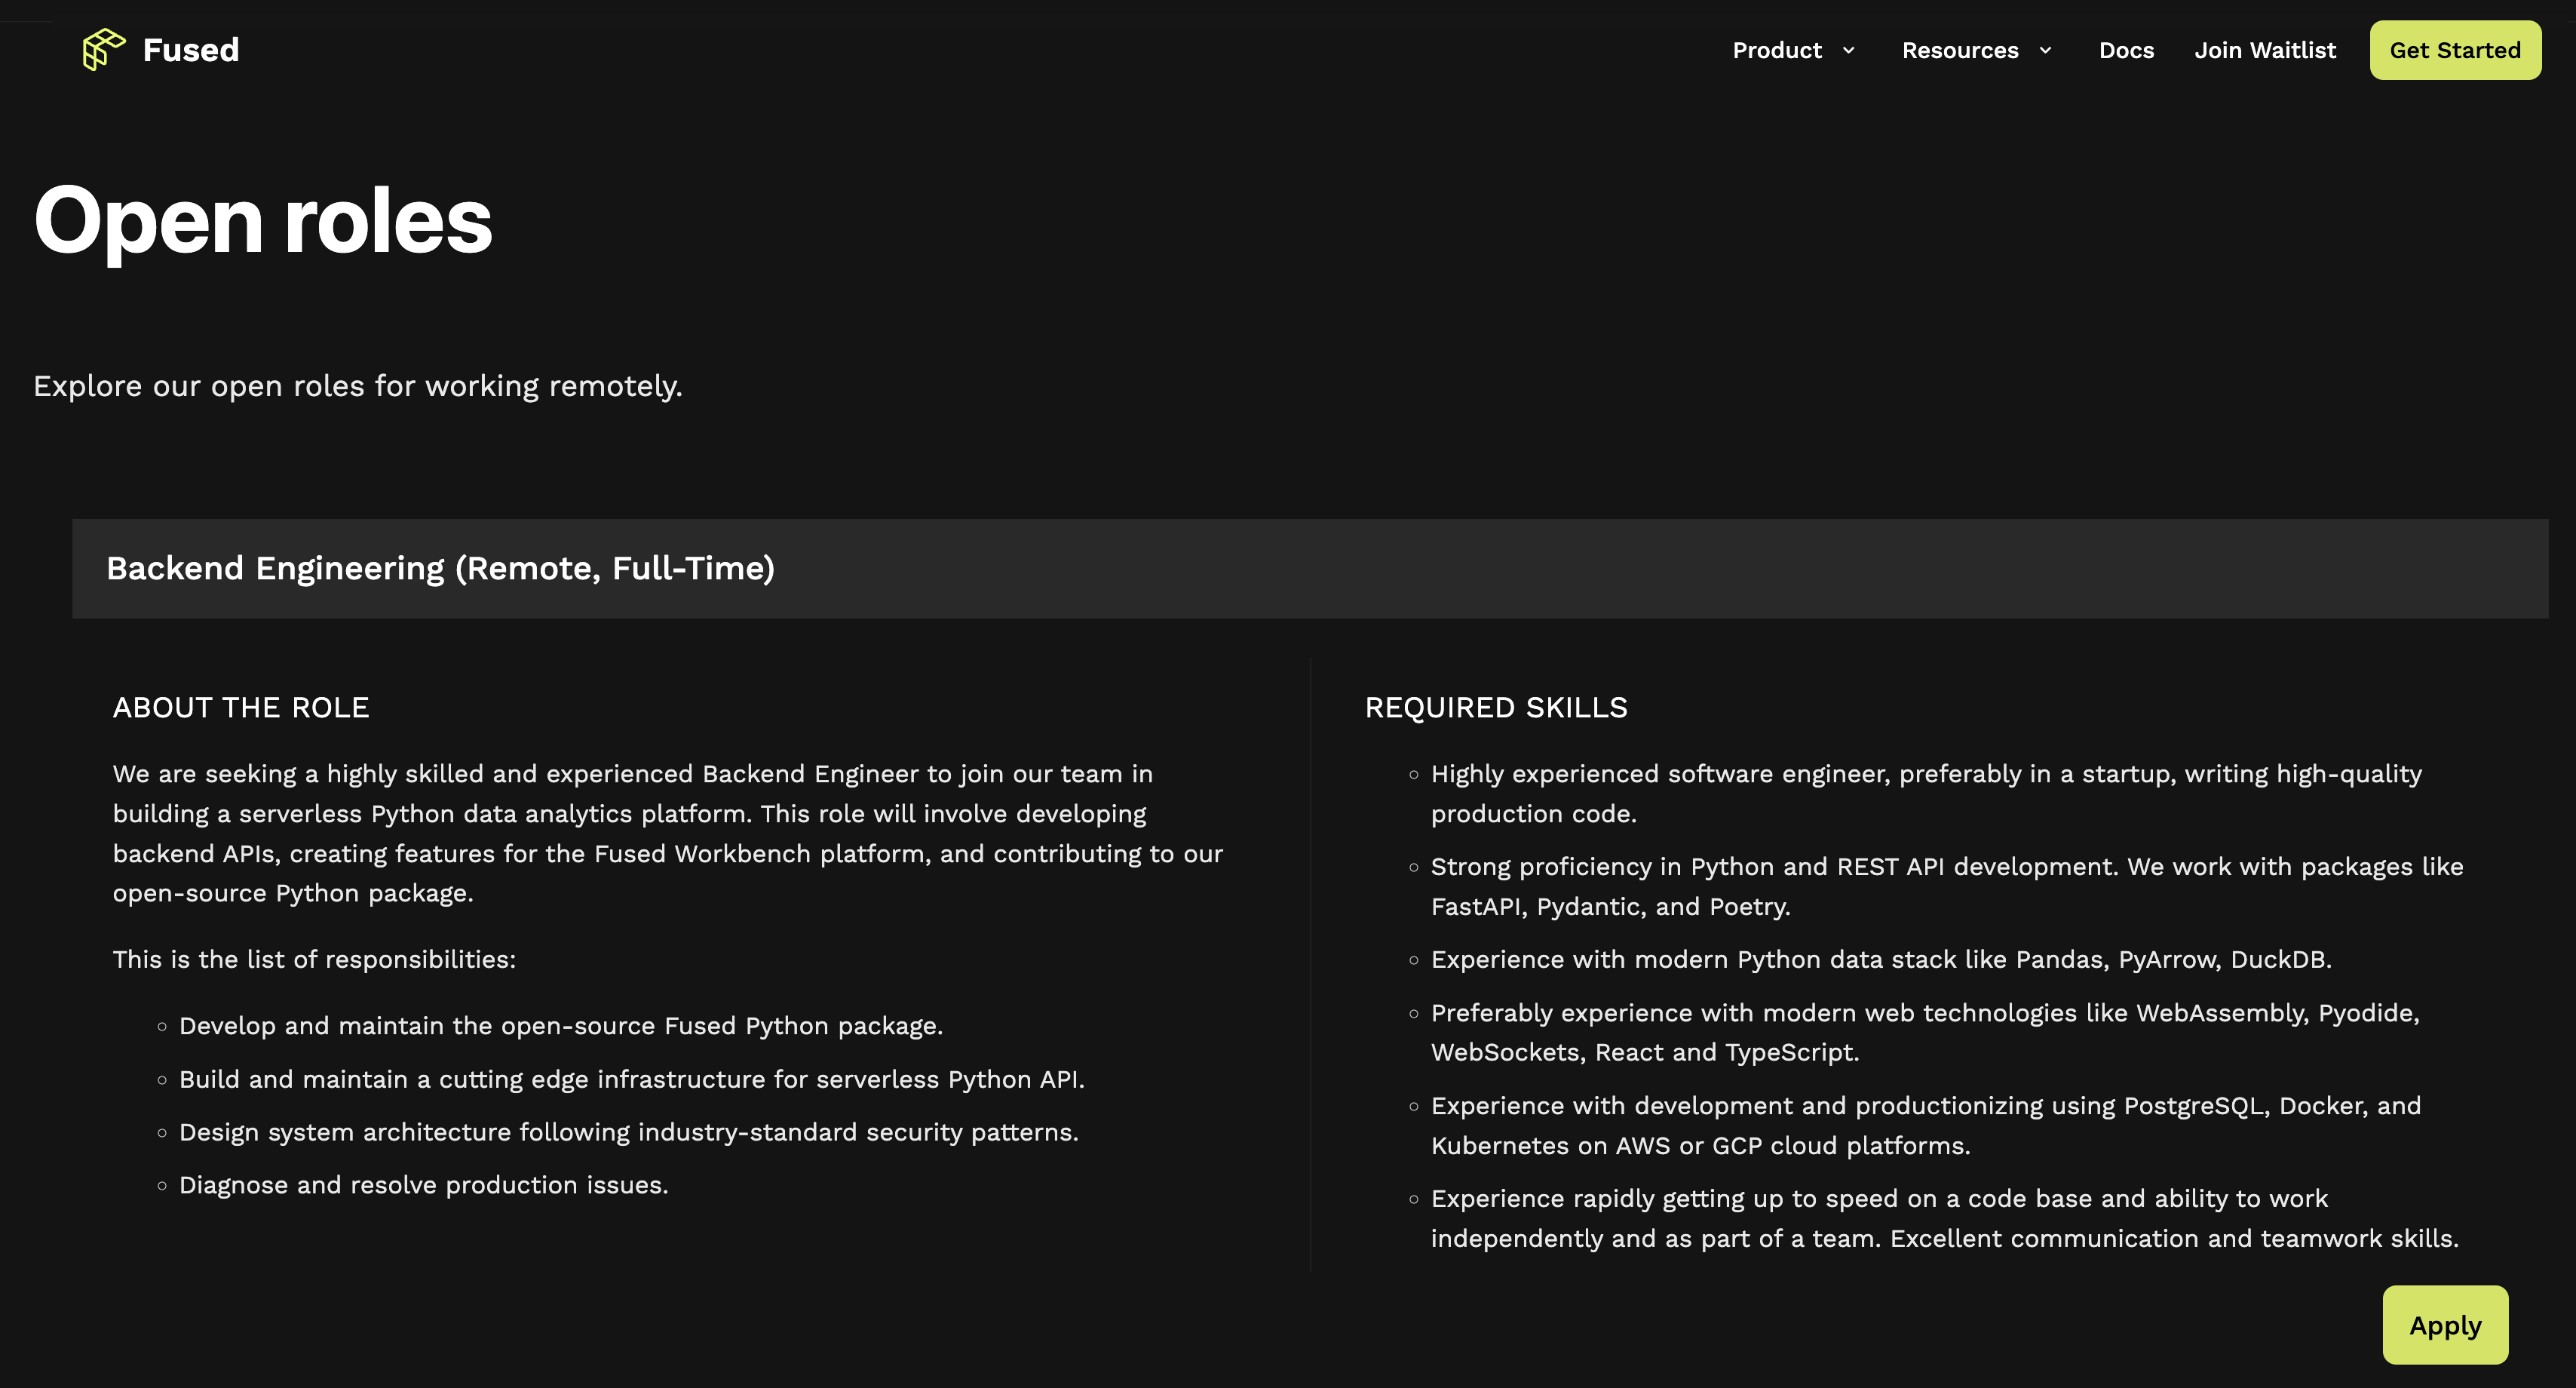 Fused
Product
Resources
Docs
Join Waitlist
Get Started
Open roles
Explore our open roles for working remotely.
Backend Engineering (Remote, Full-Time)
ABOUT THE ROLE
We are seeking a highly skilled and experienced Backend Engineer to join our team in
building a serverless Python data analytics platform. This role will involve developing
backend APIs, creating features for the Fused Workbench platform, and contributing to our
open-source Python package.
This is the list of responsibilities:
Develop and maintain the open-source Fused Python package.
Build and maintain a cutting edge infrastructure for serverless Python API.
Design system architecture following industry-standard security patterns.
Diagnose and resolve production issues.
REQUIRED SKILLS
Highly experienced software engineer, preferably in a startup, writing high-quality
production code.
Strong proficiency in Python and REST API development. We work with packages like
FastAPI, Pydantic, and Poetry.
Experience with modern Python data stack like Pandas, PyArrow, DuckDB.
Preferably experience with modern web technologies like WebAssembly, Pyodide,
WebSockets, React and TypeScript.
Experience with development and productionizing using PostgreSQL, Docker, and
Kubernetes on AWS or GCP cloud platforms.
Experience rapidly getting up to speed on a code base and ability to work
independently and as part of a team. Excellent communication and teamwork skills.
Apply